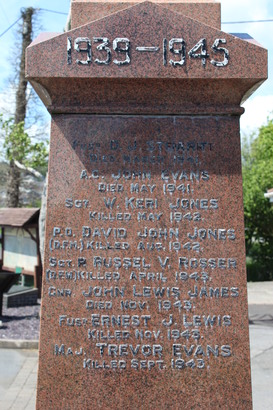 1939–1945
A.C. JOHN EVANS
DIED MAY 1941.
SGT. W. KERI JONES
KILLED MAY 1942.
P.O. DAVID JOHN JONES
(D.F.M.) KILLED AUG. 1942.
SGT. P. RUSSEL V. ROSSER
KILLED APRIL 1943.
GNR. JOHN LEWIS JAMES
DIED NOV. 1943.
FUSR. ERNEST J. LEWIS
KILLED NOV. 1943.
MAJ. TREVOR EVANS
KILLED SEPT. 1943.